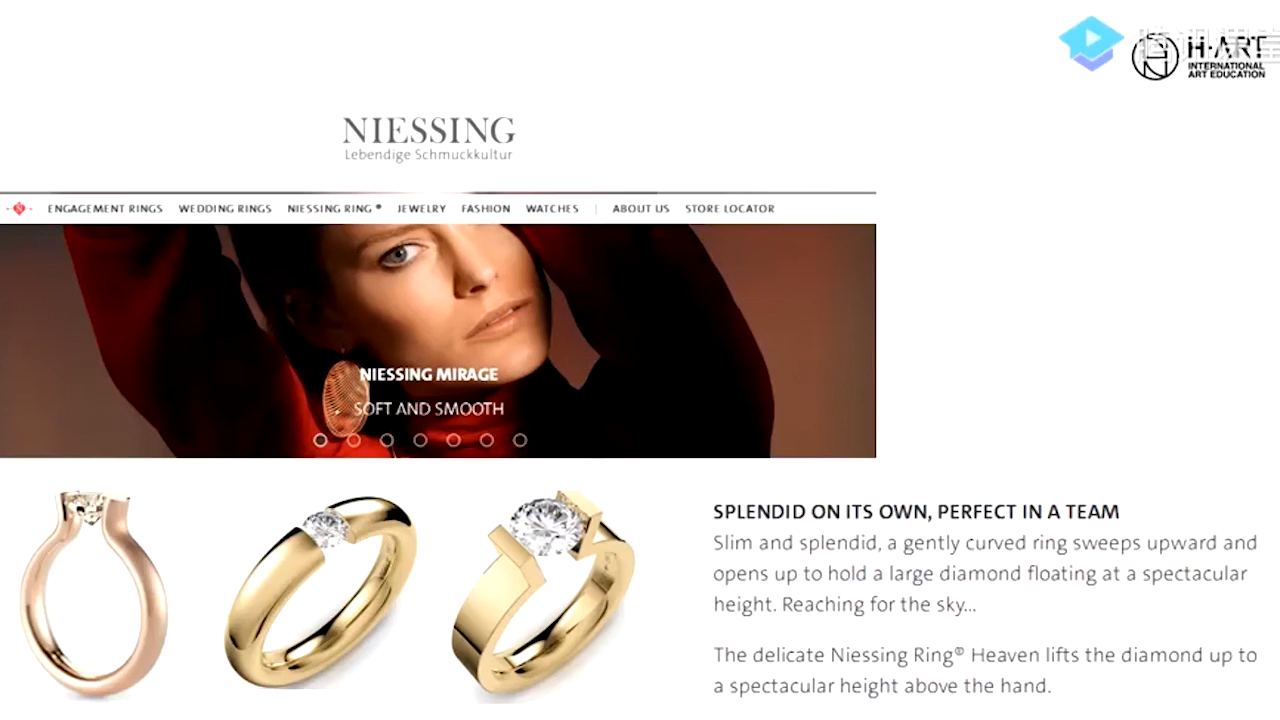 H·ART
INTERNATIONAL
ART EDUCATION
NIESSING
Lebendige Schmuckkultur
ENGAGEMENT RINGS WEDDING RINGS NIESSING RING ® JEWELRY FASHION WATCHES | ABOUT US STORE LOCATOR
NIESSING MIRAGE
SOFT AND SMOOTH
SPLENDID ON ITS OWN, PERFECT IN A TEAM
Slim and splendid, a gently curved ring sweeps upward and
opens up to hold a large diamond floating at a spectacular
height. Reaching for the sky...
The delicate Niessing Ring® Heaven lifts the diamond up to
a spectacular height above the hand.